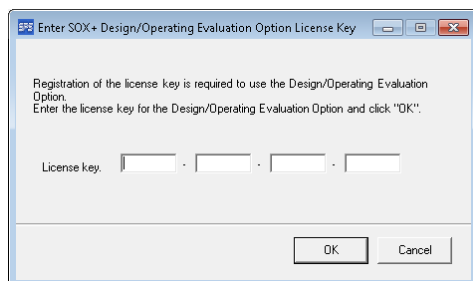 Enter SOX+ Design/Operating Evaluation Option License Key
Registration of the license key is required to use the Design/Operating Evaluation
Option.
Enter the license key for the Design/Operating Evaluation Option and click "OK".
License key. - - -
OK Cancel